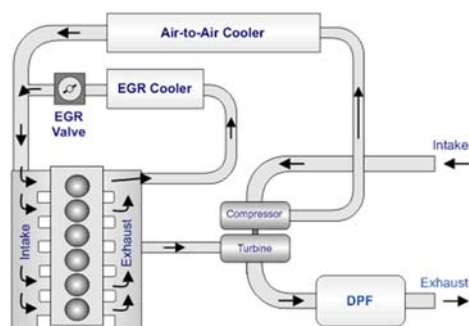 Air-to-Air Cooler
EGR Cooler
EGR
Valve
Intake
Compressor
Turbine
Intake
Exhaust
Exhaust
DPF